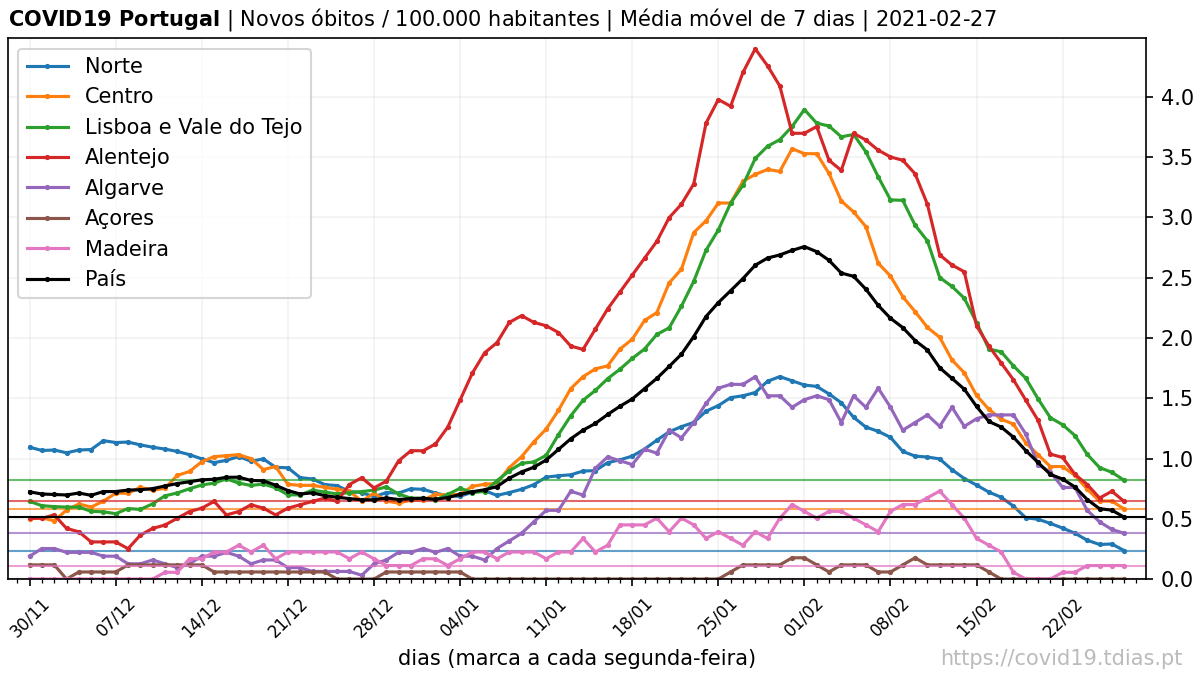 COVID19 Portugal | Novos óbitos / 100.000 habitantes | Média móvel de 7 dias | 2021-02-27
Norte
Centro
Lisboa e Vale do Tejo
Alentejo
Algarve
Açores
Madeira
País
4.0
3.5
3.0
2.5
2.0
1.5
1.0
0.5
0.0
30/11 07/12 14/12 21/12 28/12 04/01 11/01 18/01 25/01 01/02 08/02 15/02 22/02
dias (marca a cada segunda-feira)
https://covid19.tdias.pt